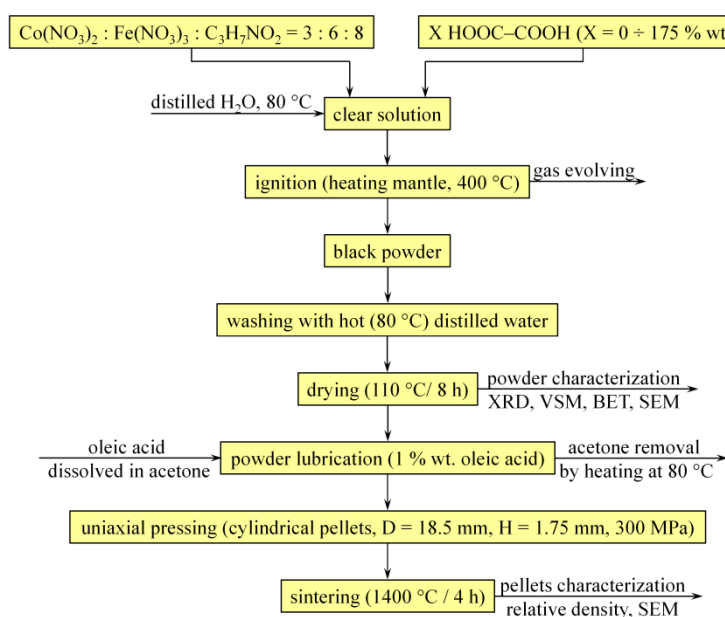 Co(NO₃)₂ : Fe(NO₃)₃ : C₃H₇NO₂ = 3 : 6 : 8
X HOOC–COOH (X = 0 ÷ 175 % wt
distilled H₂O, 80 °C
clear solution
ignition (heating mantle, 400 °C)
gas evolving
black powder
washing with hot (80 °C) distilled water
drying (110 °C/ 8 h)
powder characterization
XRD, VSM, BET, SEM
oleic acid
dissolved in acetone
powder lubrication (1 % wt. oleic acid)
acetone removal
by heating at 80 °C
uniaxial pressing (cylindrical pellets, D = 18.5 mm, H = 1.75 mm, 300 MPa)
sintering (1400 °C / 4 h)
pellets characterization
relative density, SEM